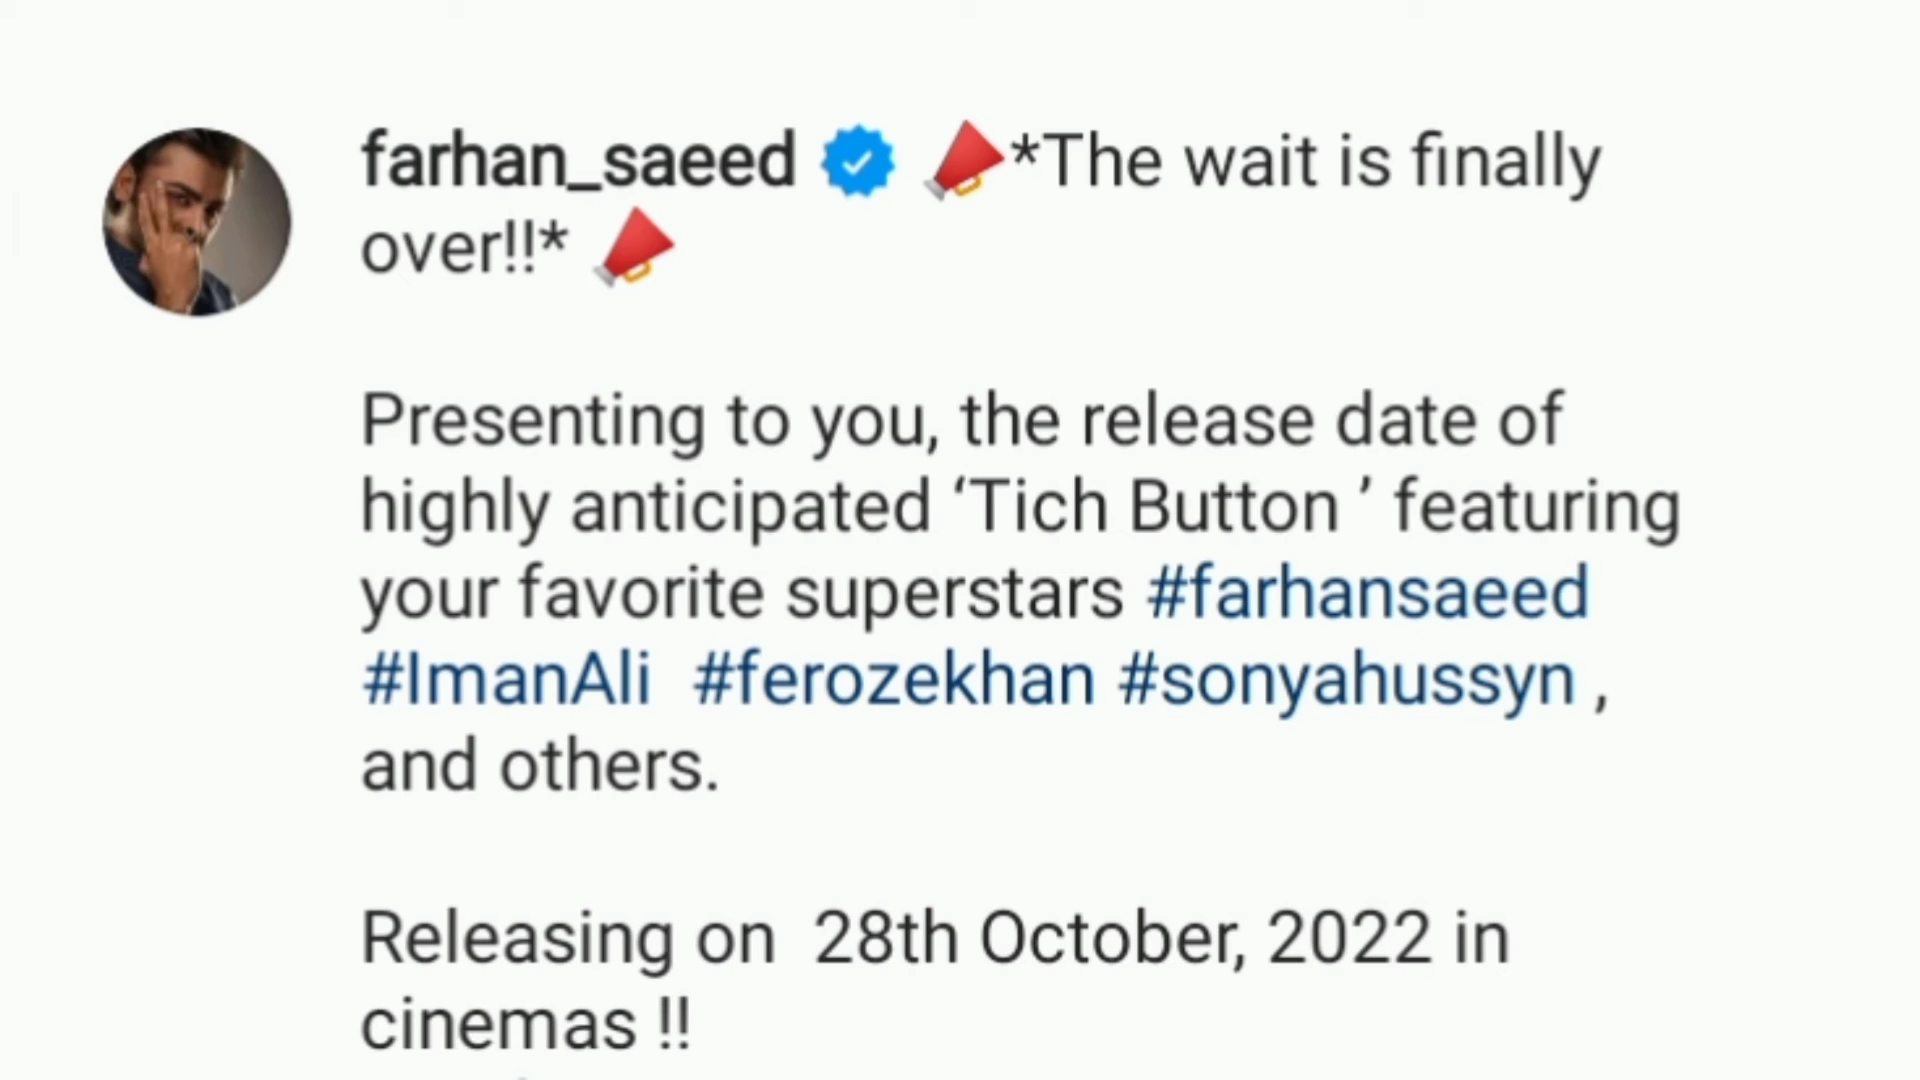 farhan_saeed 📣*The wait is finally
over!!* 📣
Presenting to you, the release date of
highly anticipated ‘Tich Button ’ featuring
your favorite superstars #farhansaeed
#ImanAli #ferozekhan #sonyahussyn ,
and others.
Releasing on 28th October, 2022 in
cinemas !!